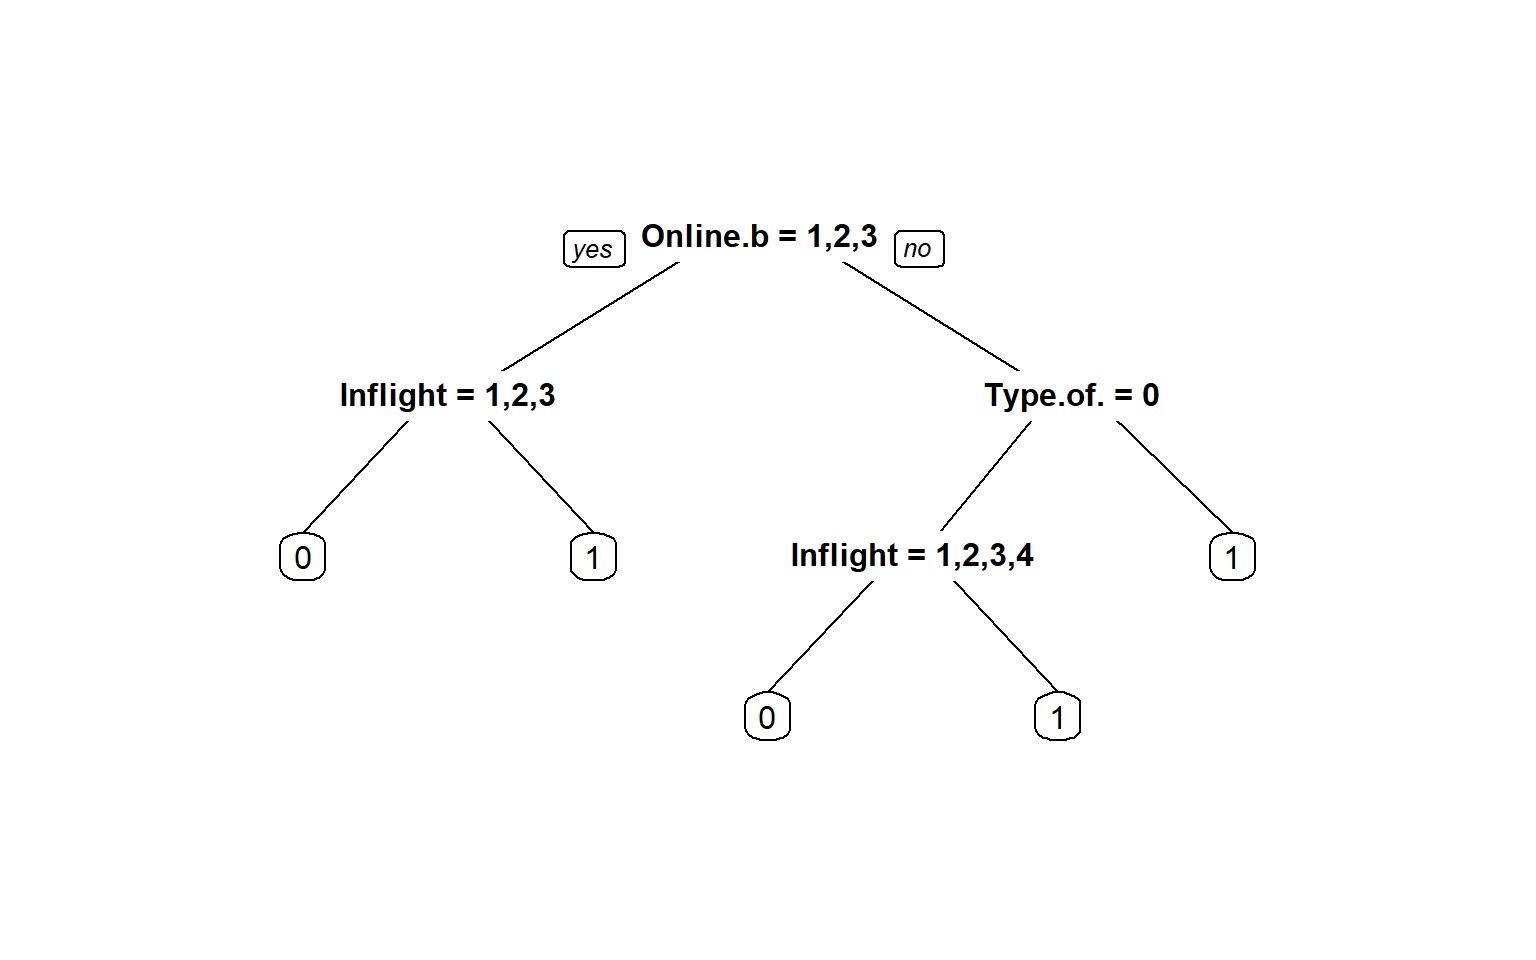 yes Online.b = 1,2,3 no
Inflight = 1,2,3
Type.of. = 0
0
1
Inflight = 1,2,3,4
1
0
1